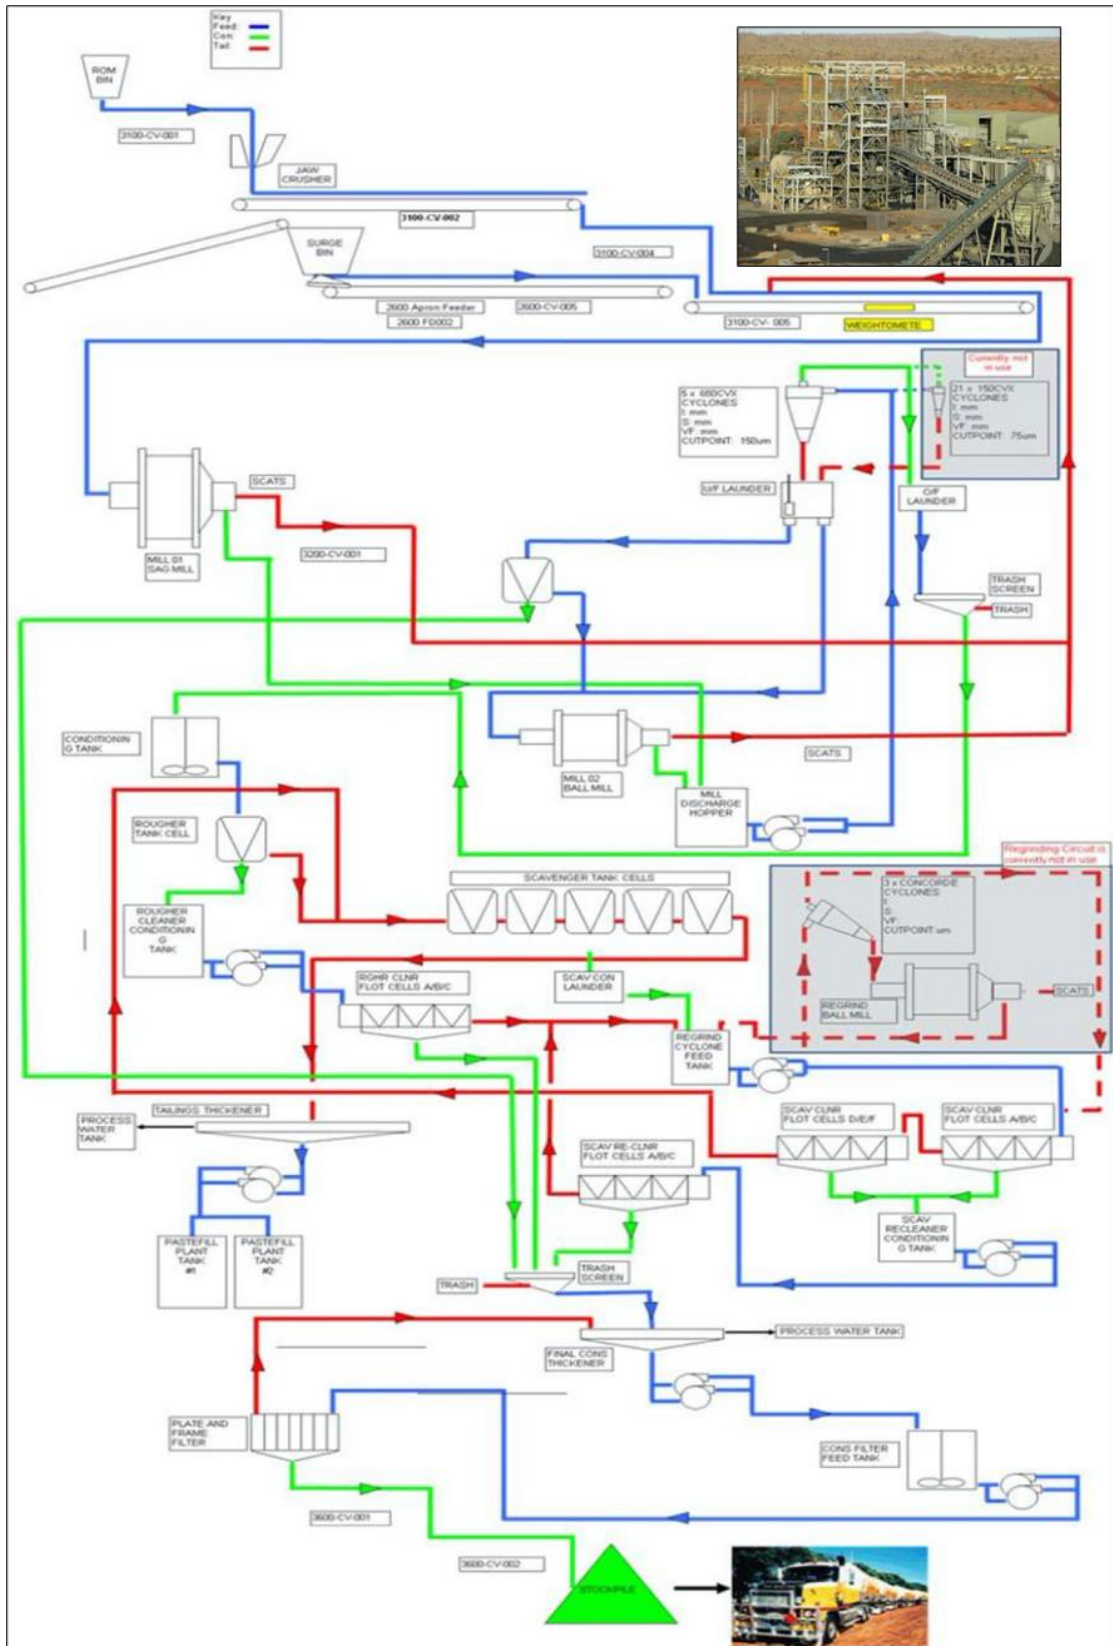 Key
Feed:
Con:
Tail:
ROM
BIN
3100-CV-001
JAW
CRUSHER
3100-CV-002
SURGE
BIN
3100-CV-004
2600 Apron Feeder
2600-CV-005
2600 FD002
3100-CV- 005
WEIGHTOMETE
Currently not
in use
5 x 650CVX
CYCLONES
I: mm
S: mm
VF: mm
CUTPOINT: 150um
21 x 150CVX
CYCLONES
I: mm
S: mm
VF: mm
CUTPOINT: 75um
SCATS
U/F LAUNDER
O/F
LAUNDER
3200-CV-001
MILL 01
SAG MILL
TRASH
SCREEN
TRASH
CONDITIONIN
G TANK
SCATS
MILL 02
BALL MILL
MILL
DISCHARGE
HOPPER
ROUGHER
TANK CELL
Regrinding Circuit is
currently not in use
SCAVENGER TANK CELLS
3 x CONCORDE
CYCLONES
I:
S:
VF:
CUTPOINT:um
ROUGHER
CLEANER
CONDITIONIN
G
TANK
RGHR CLNR
FLOT CELLS A/B/C
SCAV CON
LAUNDER
REGRIND
BALL MILL
SCATS
REGRIND
CYCLONE
FEED
TANK
TAILINGS THICKENER
PROCESS
WATER
TANK
SCAV CLNR
FLOT CELLS D/E/F
SCAV CLNR
FLOT CELLS A/B/C
SCAV RE-CLNR
FLOT CELLS A/B/C
PASTEFILL
PLANT
TANK
#1
PASTEFILL
PLANT
TANK
#2
SCAV
RECLEANER
CONDITIONIN
G TANK
TRASH
TRASH
SCREEN
PROCESS WATER TANK
FINAL CONS
THICKENER
PLATE AND
FRAME
FILTER
CONS FILTER
FEED TANK
3600-CV-001
3600-CV-002
STOCKPILE